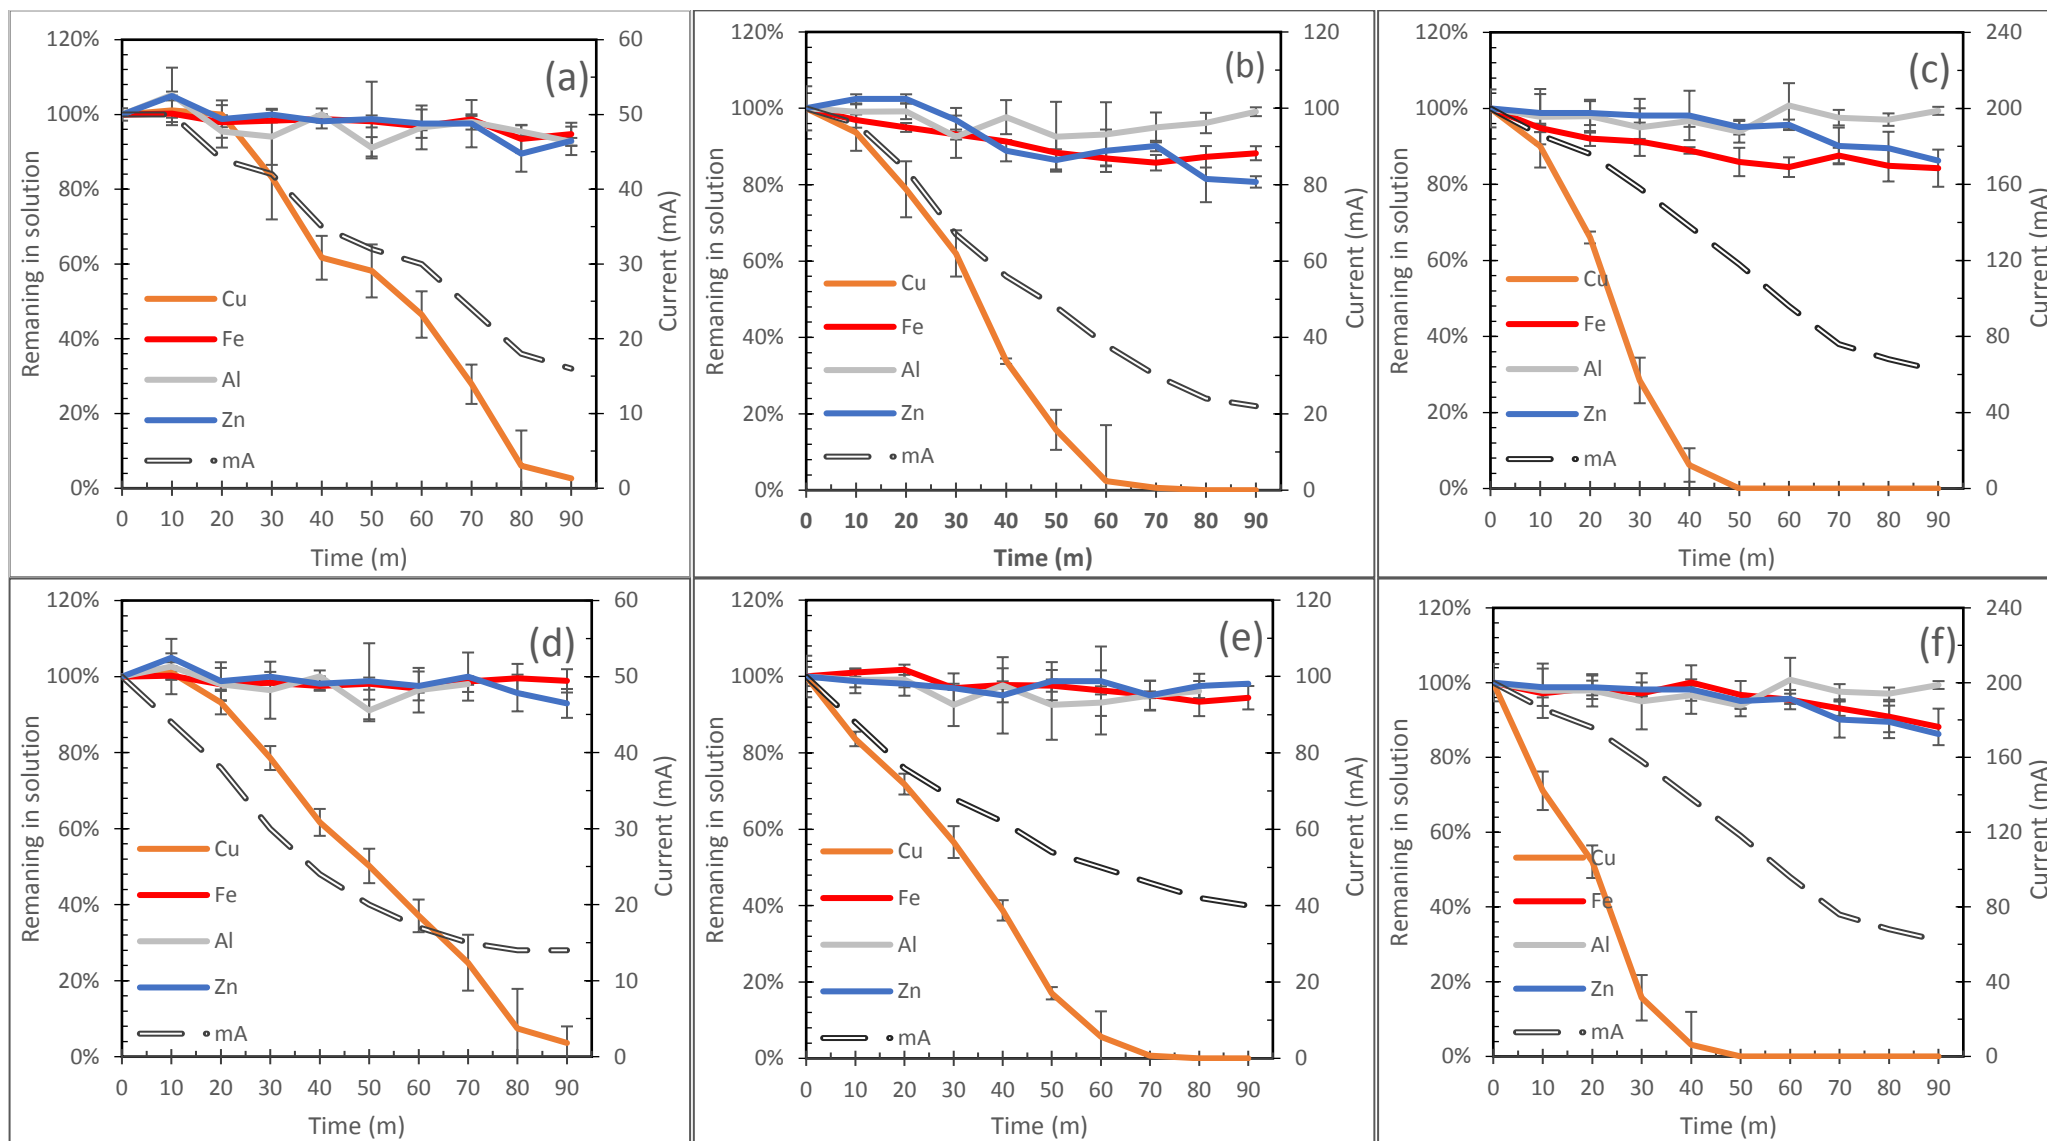 (a)
120%
100%
80%
60%
40%
20%
0%
Remaning in solution
60
50
40
30
20
10
0
Current (mA)
Cu
Fe
Al
Zn
mA
0 10 20 30 40 50 60 70 80 90
Time (m)
(b)
120%
100%
80%
60%
40%
20%
0%
Remaning in solution
120
100
80
60
40
20
0
Current (mA)
Cu
Fe
Al
Zn
mA
0 10 20 30 40 50 60 70 80 90
Time (m)
(c)
120%
100%
80%
60%
40%
20%
0%
Remaning in solution
240
200
160
120
80
40
0
Current (mA)
Cu
Fe
Al
Zn
mA
0 10 20 30 40 50 60 70 80 90
Time (m)
(d)
120%
100%
80%
60%
40%
20%
0%
Remaning in solution
60
50
40
30
20
10
0
Current (mA)
Cu
Fe
Al
Zn
mA
0 10 20 30 40 50 60 70 80 90
Time (m)
(e)
120%
100%
80%
60%
40%
20%
0%
Remaning in solution
120
100
80
60
40
20
0
Current (mA)
Cu
Fe
Al
Zn
mA
0 10 20 30 40 50 60 70 80 90
Time (m)
(f)
120%
100%
80%
60%
40%
20%
0%
Remaning in solution
240
200
160
120
80
40
0
Current (mA)
Cu
Fe
Al
Zn
mA
0 10 20 30 40 50 60 70 80 90
Time (m)